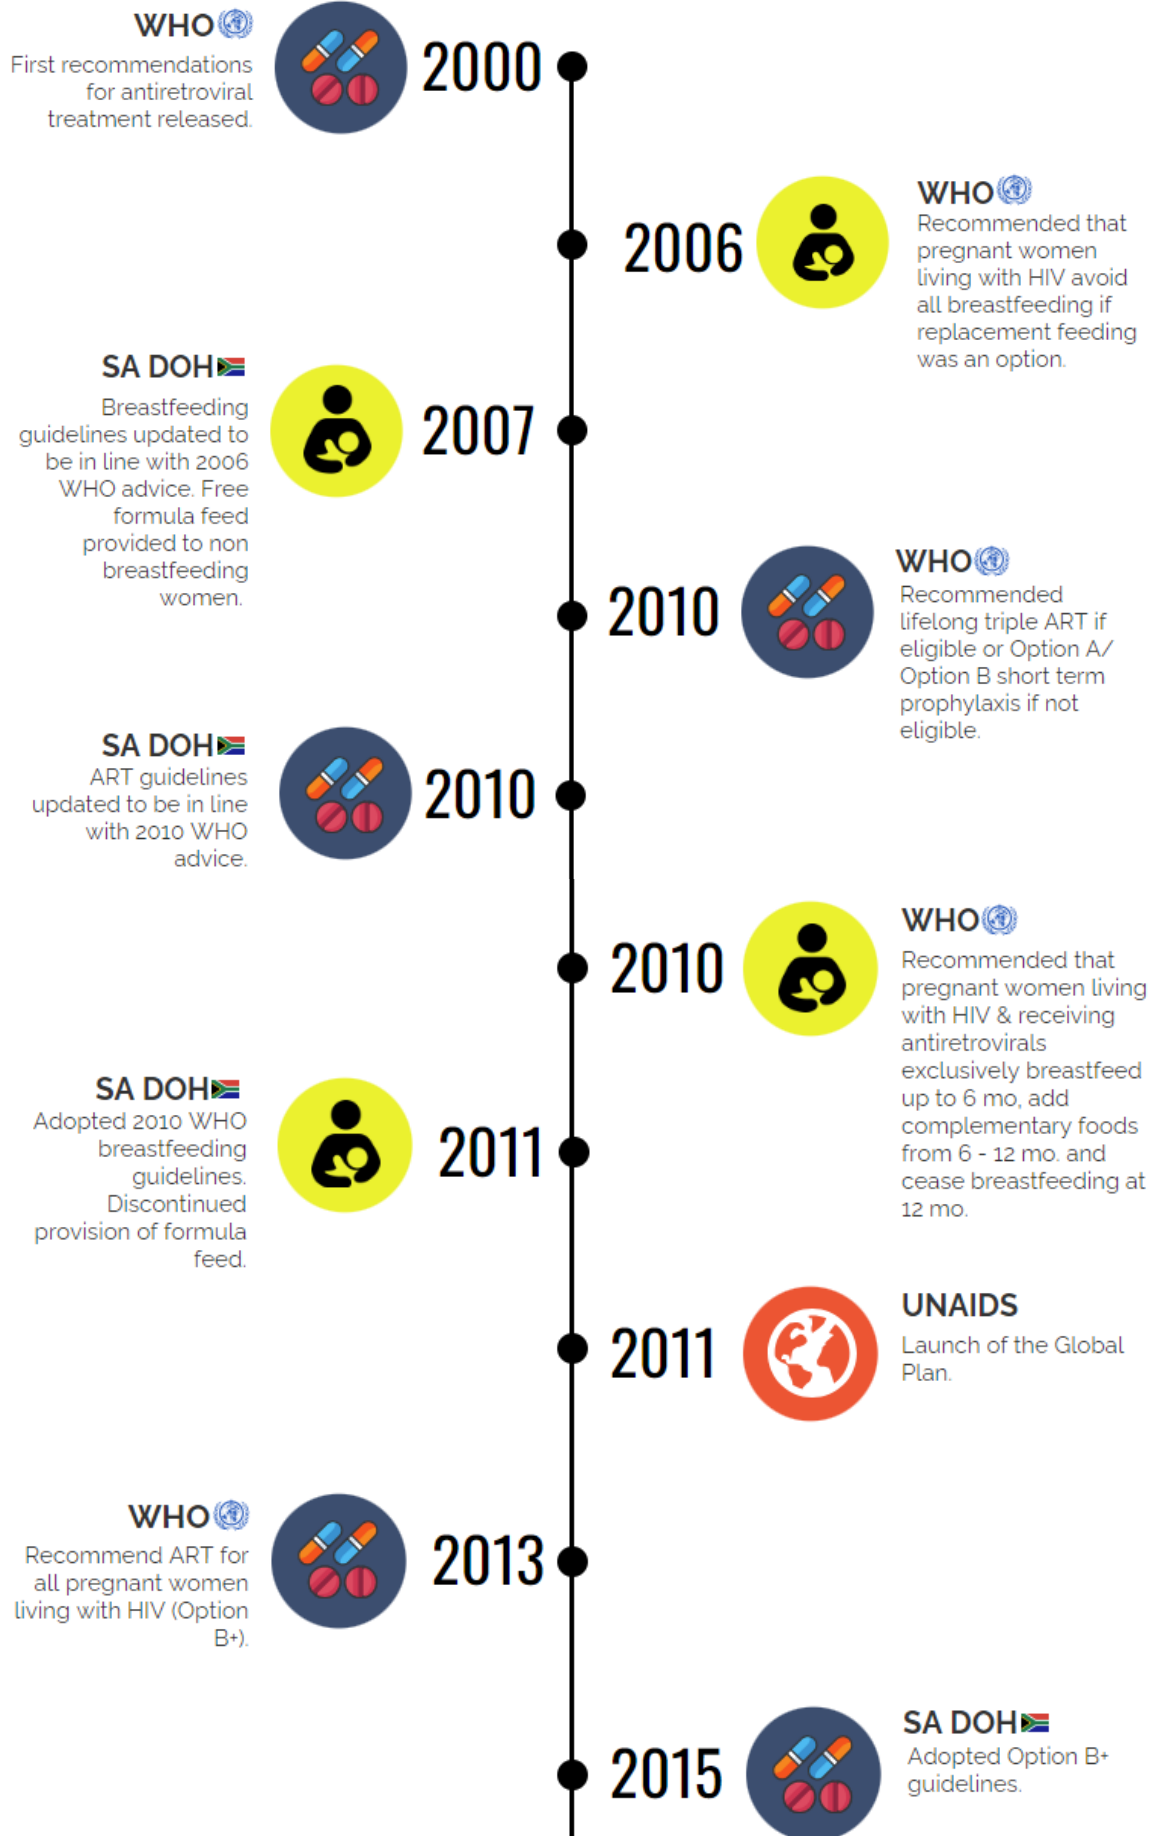 WHO
First recommendations
for antiretroviral
treatment released.
2000
2006
WHO
Recommended that
pregnant women
living with HIV avoid
all breastfeeding if
replacement feeding
was an option.
SA DOH
Breastfeeding
guidelines updated to
be in line with 2006
WHO advice. Free
formula feed
provided to non
breastfeeding
women.
2007
2010
WHO
Recommended
lifelong triple ART if
eligible or Option A/
Option B short term
prophylaxis if not
eligible.
SA DOH
ART guidelines
updated to be in line
with 2010 WHO
advice.
2010
2010
WHO
Recommended that
pregnant women living
with HIV & receiving
antiretrovirals
exclusively breastfeed
up to 6 mo, add
complementary foods
from 6 - 12 mo. and
cease breastfeeding at
12 mo.
SA DOH
Adopted 2010 WHO
breastfeeding
guidelines.
Discontinued
provision of formula
feed.
2011
2011
UNAIDS
Launch of the Global
Plan.
WHO
Recommend ART for
all pregnant women
living with HIV (Option
B+).
2013
2015
SA DOH
Adopted Option B+
guidelines.